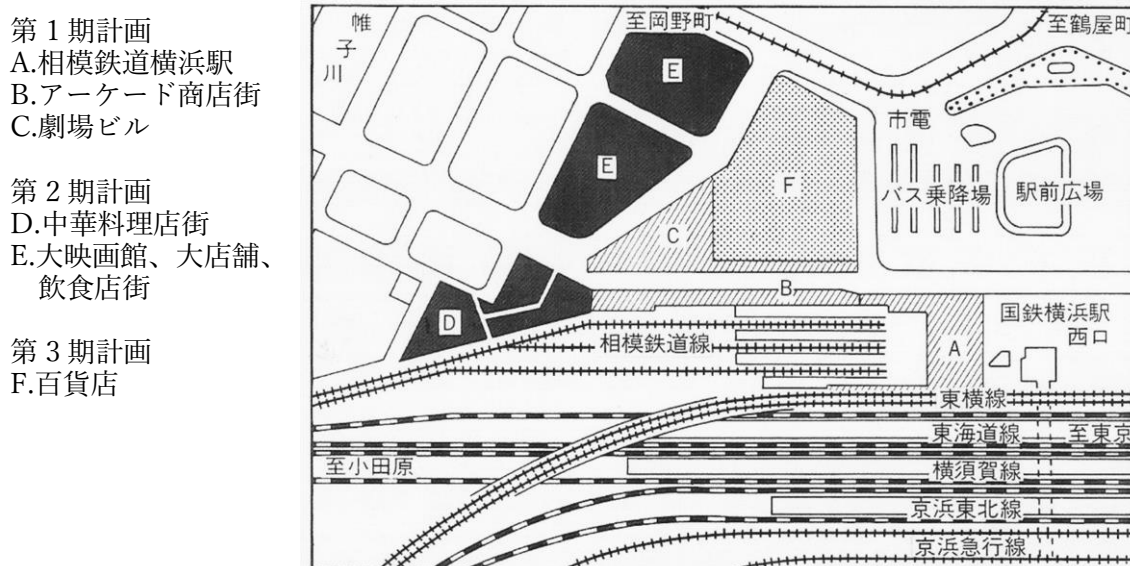 第1期計画
A.相模鉄道横浜駅
B.アーケード商店街
C.劇場ビル
第2期計画
D.中華料理店街
E.大映画館、大店舗、
飲食店街
第3期計画
F.百貨店
帷子川
至岡野町
至鶴屋町
E
市電
E
F
バス乗降場
駅前広場
C
B
国鉄横浜駅
西口
D
相模鉄道線
A
東横線
東海道線
至東京
至小田原
横須賀線
京浜東北線
京浜急行線